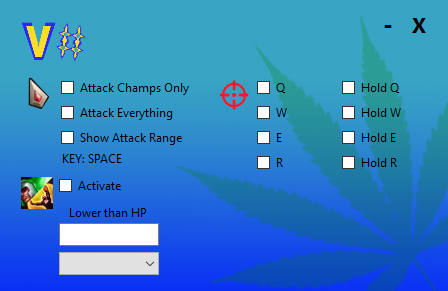 V
- X
Attack Champs Only
Attack Everything
Show Attack Range
KEY: SPACE
Q
W
E
R
Hold Q
Hold W
Hold E
Hold R
Activate
Lower than HP